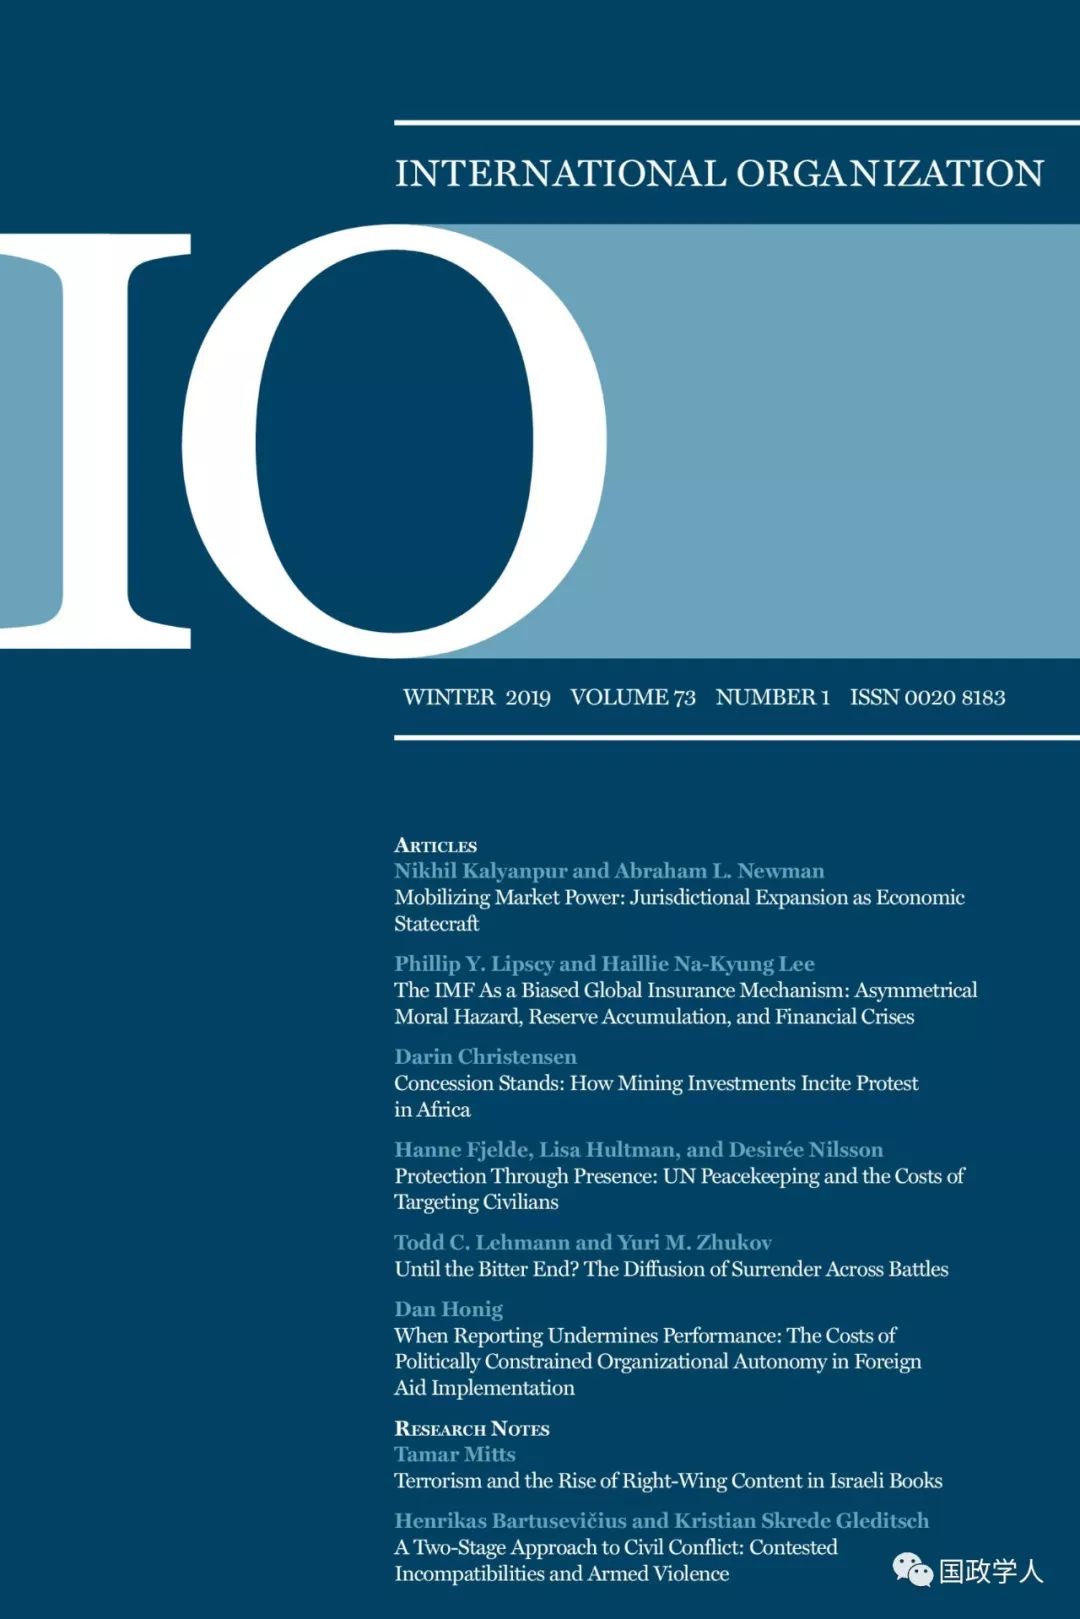 INTERNATIONAL ORGANIZATION
IO
WINTER 2019 VOLUME 73 NUMBER 1 ISSN 0020 8183
ARTICLES
Nikhil Kalyanpur and Abraham L. Newman
Mobilizing Market Power: Jurisdictional Expansion as Economic
Statecraft
Phillip Y. Lipscy and Haillie Na-Kyung Lee
The IMF As a Biased Global Insurance Mechanism: Asymmetrical
Moral Hazard, Reserve Accumulation, and Financial Crises
Darin Christensen
Concession Stands: How Mining Investments Incite Protest
in Africa
Hanne Fjelde, Lisa Hultman, and Desirée Nilsson
Protection Through Presence: UN Peacekeeping and the Costs of
Targeting Civilians
Todd C. Lehmann and Yuri M. Zhukov
Until the Bitter End? The Diffusion of Surrender Across Battles
Dan Honig
When Reporting Undermines Performance: The Costs of
Politically Constrained Organizational Autonomy in Foreign
Aid Implementation
RESEARCH NOTES
Tamar Mitts
Terrorism and the Rise of Right-Wing Content in Israeli Books
Henrikas Bartusevičius and Kristian Skrede Gleditsch
A Two-Stage Approach to Civil Conflict: Contested
Incompatibilities and Armed Violence
国政学人